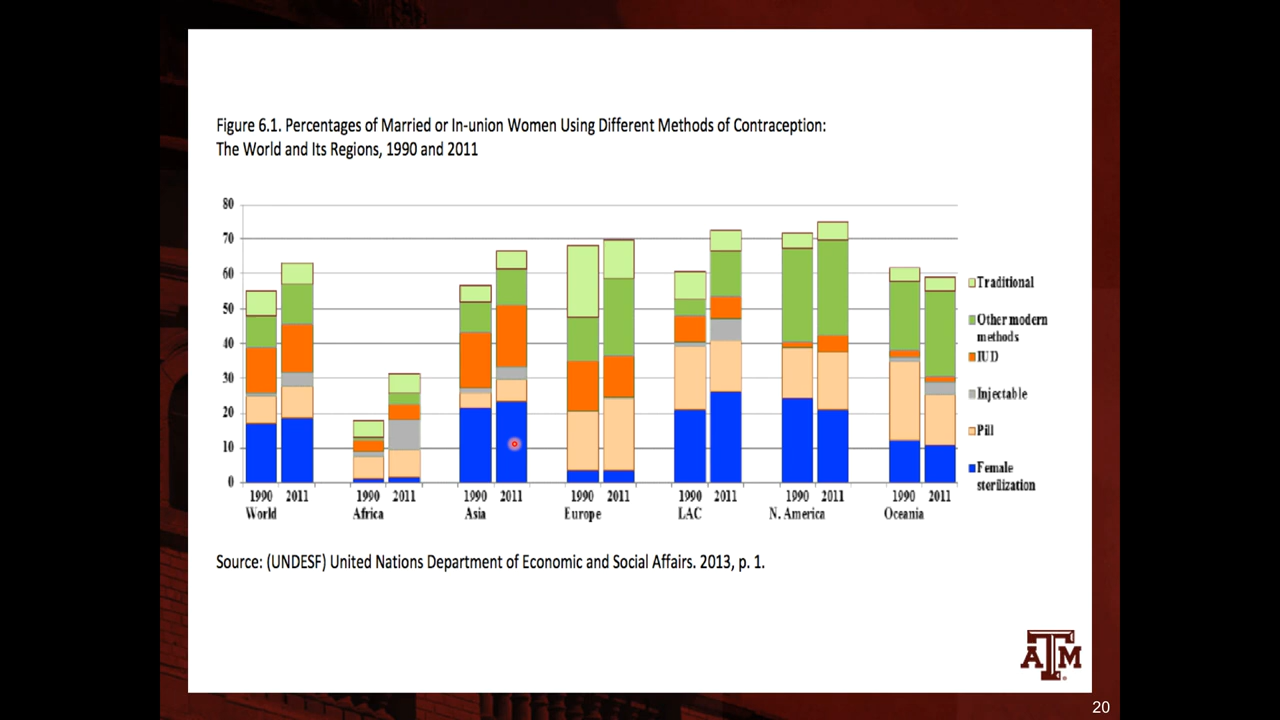 Figure 6.1. Percentages of Married or In-union Women Using Different Methods of Contraception:
The World and Its Regions, 1990 and 2011
80
70
60
50
40
30
20
10
0
Traditional
Other modern
methods
IUD
Injectable
Pill
Female
sterilization
1990 2011 1990 2011 1990 2011 1990 2011 1990 2011 1990 2011 1990 2011
World Africa Asia Europe LAC N. America Oceania
Source: (UNDESF) United Nations Department of Economic and Social Affairs. 2013, p. 1.
ATM
20